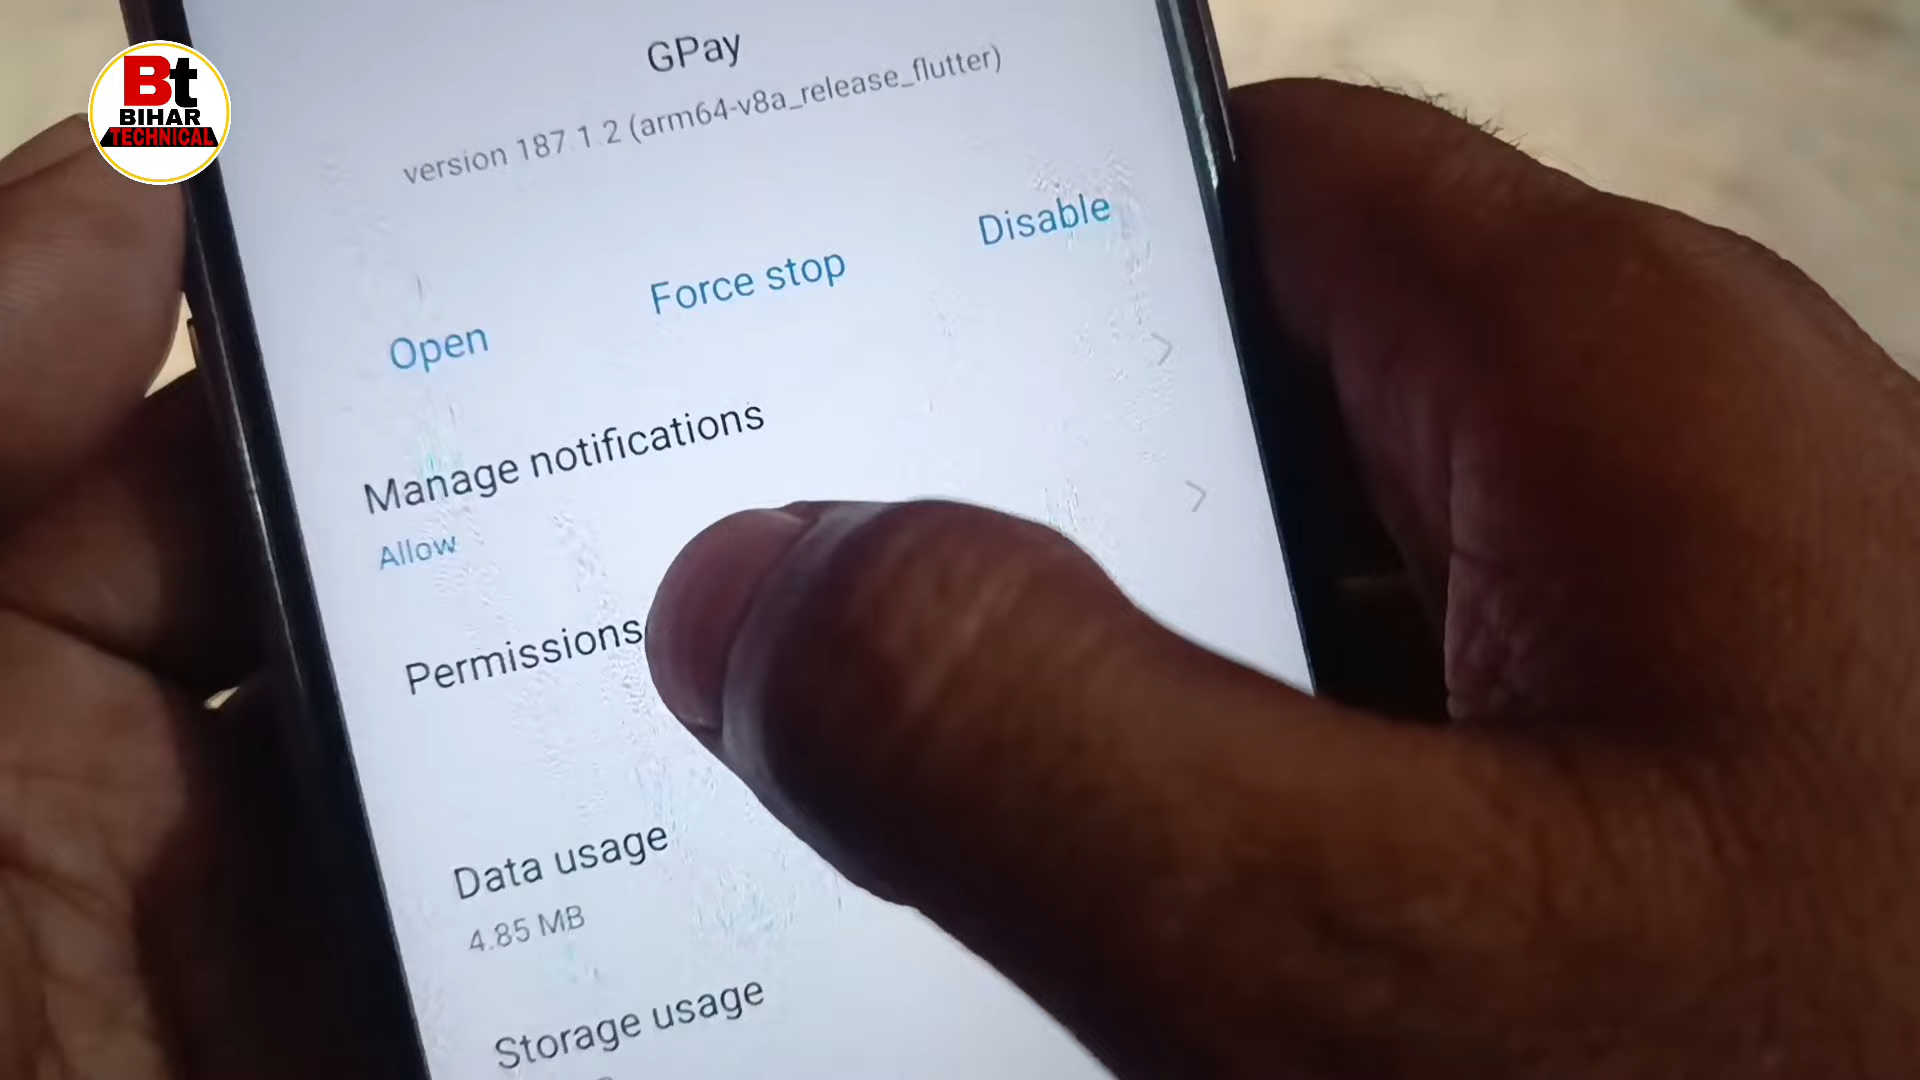 Bt
BIHAR
TECHNICAL
GPay
version 187.1.2 (arm64-v8a_release_flutter)
Open
Force stop
Disable
Manage notifications
Allow
Permissions
Data usage
4.85 MB
Storage usage